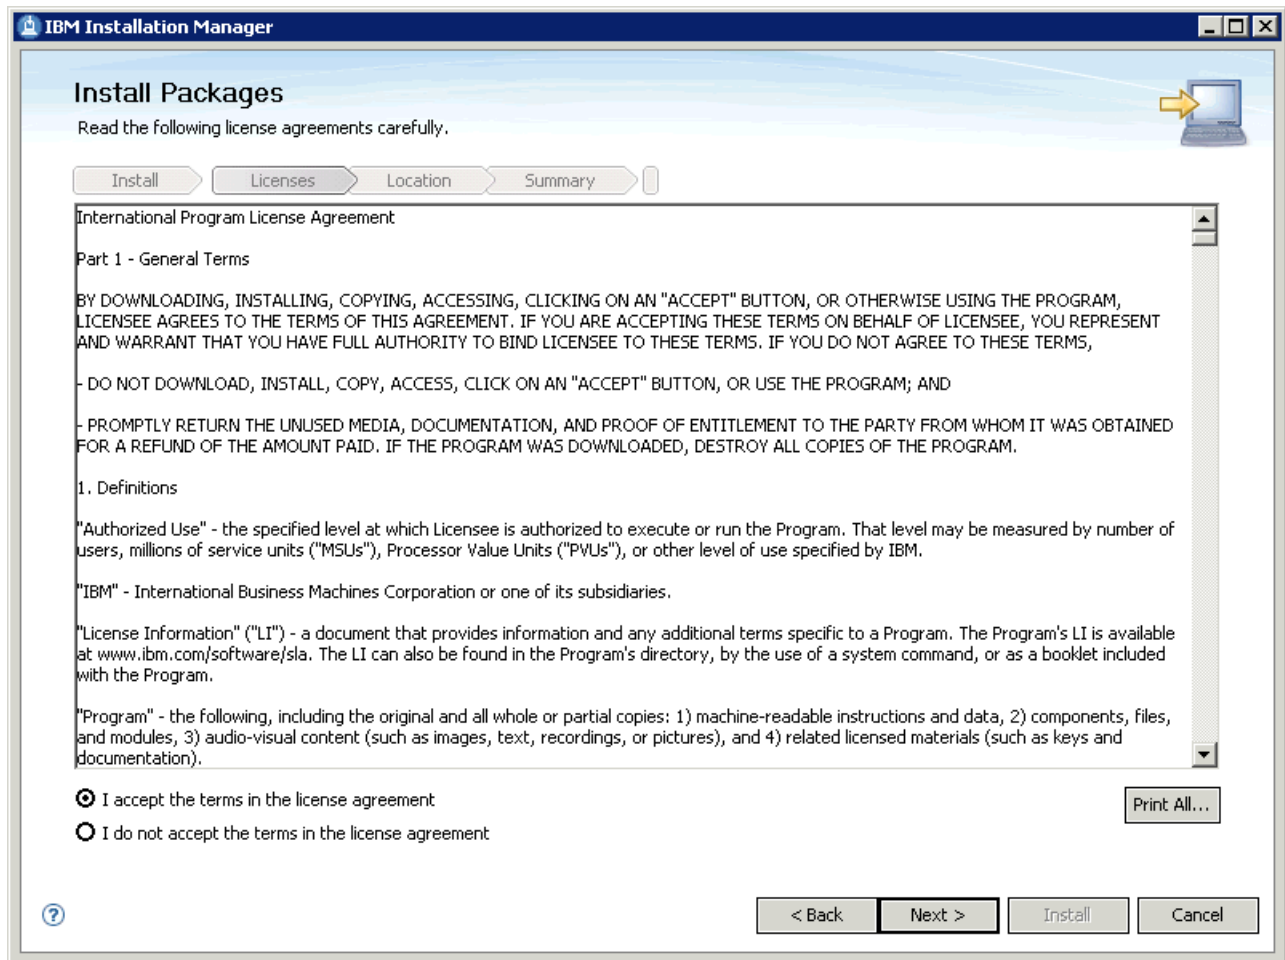 IBM Installation Manager
Install Packages
Read the following license agreements carefully.
Install
Licenses
Location
Summary
International Program License Agreement
Part 1 - General Terms
BY DOWNLOADING, INSTALLING, COPYING, ACCESSING, CLICKING ON AN "ACCEPT" BUTTON, OR OTHERWISE USING THE PROGRAM,
LICENSEE AGREES TO THE TERMS OF THIS AGREEMENT. IF YOU ARE ACCEPTING THESE TERMS ON BEHALF OF LICENSEE, YOU REPRESENT
AND WARRANT THAT YOU HAVE FULL AUTHORITY TO BIND LICENSEE TO THESE TERMS. IF YOU DO NOT AGREE TO THESE TERMS,
- DO NOT DOWNLOAD, INSTALL, COPY, ACCESS, CLICK ON AN "ACCEPT" BUTTON, OR USE THE PROGRAM; AND
- PROMPTLY RETURN THE UNUSED MEDIA, DOCUMENTATION, AND PROOF OF ENTITLEMENT TO THE PARTY FROM WHOM IT WAS OBTAINED
FOR A REFUND OF THE AMOUNT PAID. IF THE PROGRAM WAS DOWNLOADED, DESTROY ALL COPIES OF THE PROGRAM.
1. Definitions
"Authorized Use" - the specified level at which Licensee is authorized to execute or run the Program. That level may be measured by number of
users, millions of service units ("MSUs"), Processor Value Units ("PVUs"), or other level of use specified by IBM.
"IBM" - International Business Machines Corporation or one of its subsidiaries.
"License Information" ("LI") - a document that provides information and any additional terms specific to a Program. The Program's LI is available
at www.ibm.com/software/sla. The LI can also be found in the Program's directory, by the use of a system command, or as a booklet included
with the Program.
"Program" - the following, including the original and all whole or partial copies: 1) machine-readable instructions and data, 2) components, files,
and modules, 3) audio-visual content (such as images, text, recordings, or pictures), and 4) related licensed materials (such as keys and
documentation).
I accept the terms in the license agreement
Print All...
I do not accept the terms in the license agreement
?
< Back
Next >
Install
Cancel